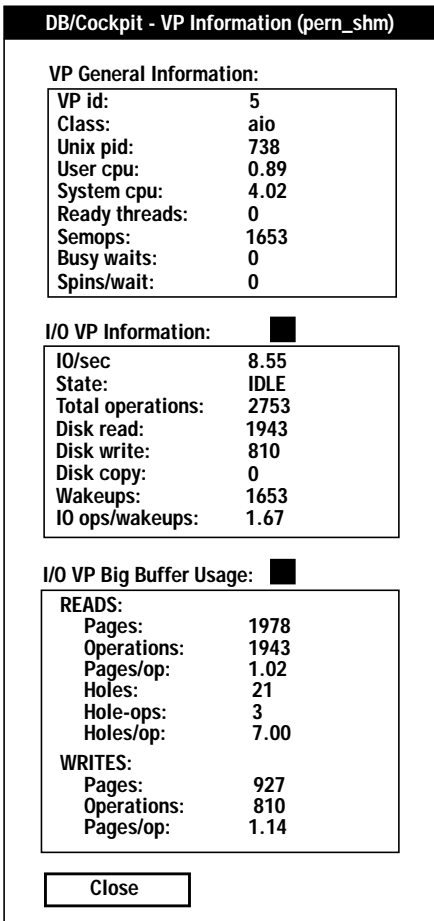 DB/Cockpit - VP Information (pern_shm)
VP General Information:
VP id: 5
Class: aio
Unix pid: 738
User cpu: 0.89
System cpu: 4.02
Ready threads: 0
Semops: 1653
Busy waits: 0
Spins/wait: 0
I/O VP Information:
IO/sec 8.55
State: IDLE
Total operations: 2753
Disk read: 1943
Disk write: 810
Disk copy: 0
Wakeups: 1653
IO ops/wakeups: 1.67
I/O VP Big Buffer Usage:
READS:
Pages: 1978
Operations: 1943
Pages/op: 1.02
Holes: 21
Hole-ops: 3
Holes/op: 7.00
WRITES:
Pages: 927
Operations: 810
Pages/op: 1.14
Close